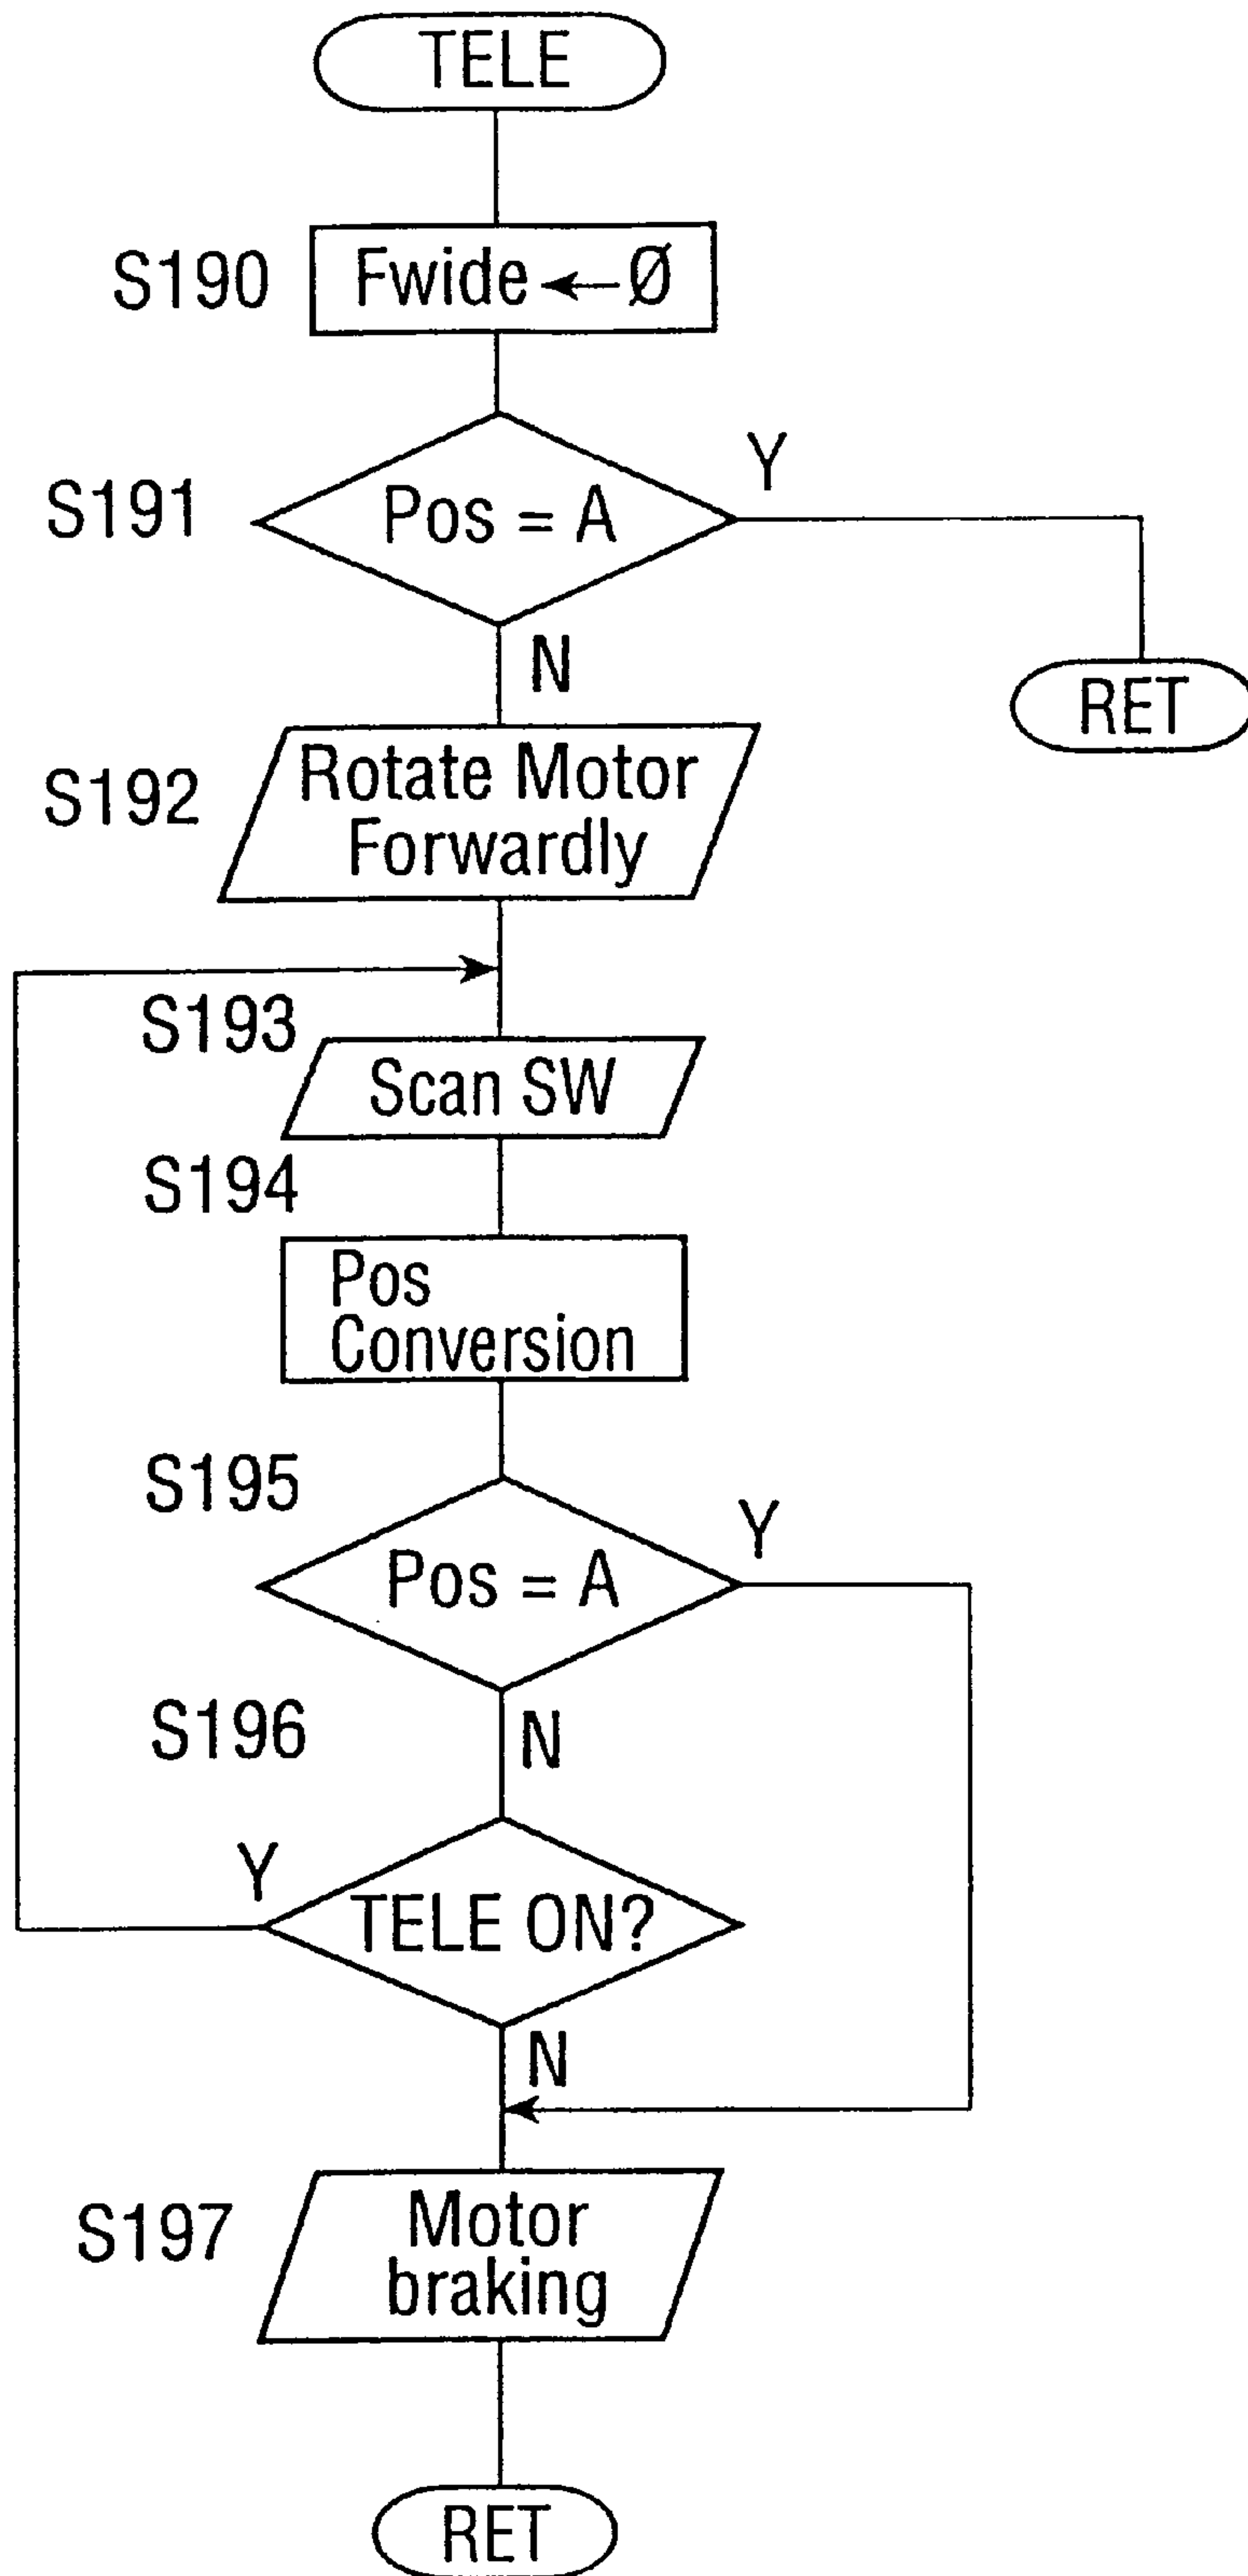 TELE
S190
Fwide ← Ø
S191
Pos = A
Y
N
RET
S192
Rotate Motor
Forwardly
S193
Scan SW
S194
Pos
Conversion
S195
Pos = A
Y
S196
N
Y
TELE ON?
N
S197
Motor
braking
RET